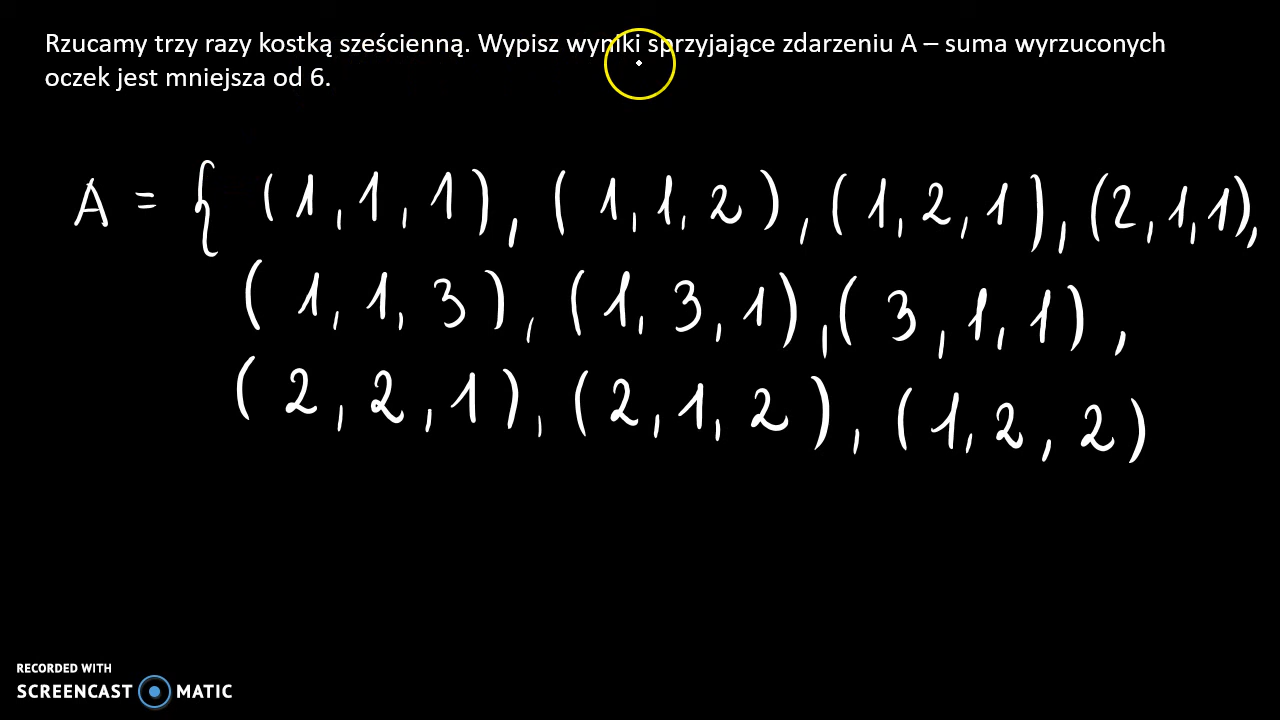 Rzucamy trzy razy kostką sześcienną. Wypisz wyniki sprzyjające zdarzeniu A – suma wyrzuconych
oczek jest mniejsza od 6.
A = { (1,1,1), (1,1,2), (1,2,1), (2,1,1),
(1,1,3), (1,3,1), (3,1,1),
(2,2,1), (2,1,2), (1,2,2)
RECORDED WITH
SCREENCAST MATIC